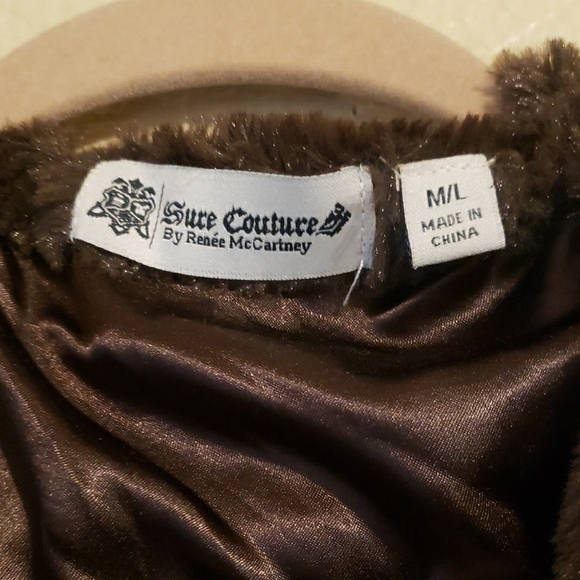 Sure Couture
By Renée McCartney
M/L
MADE IN
CHINA